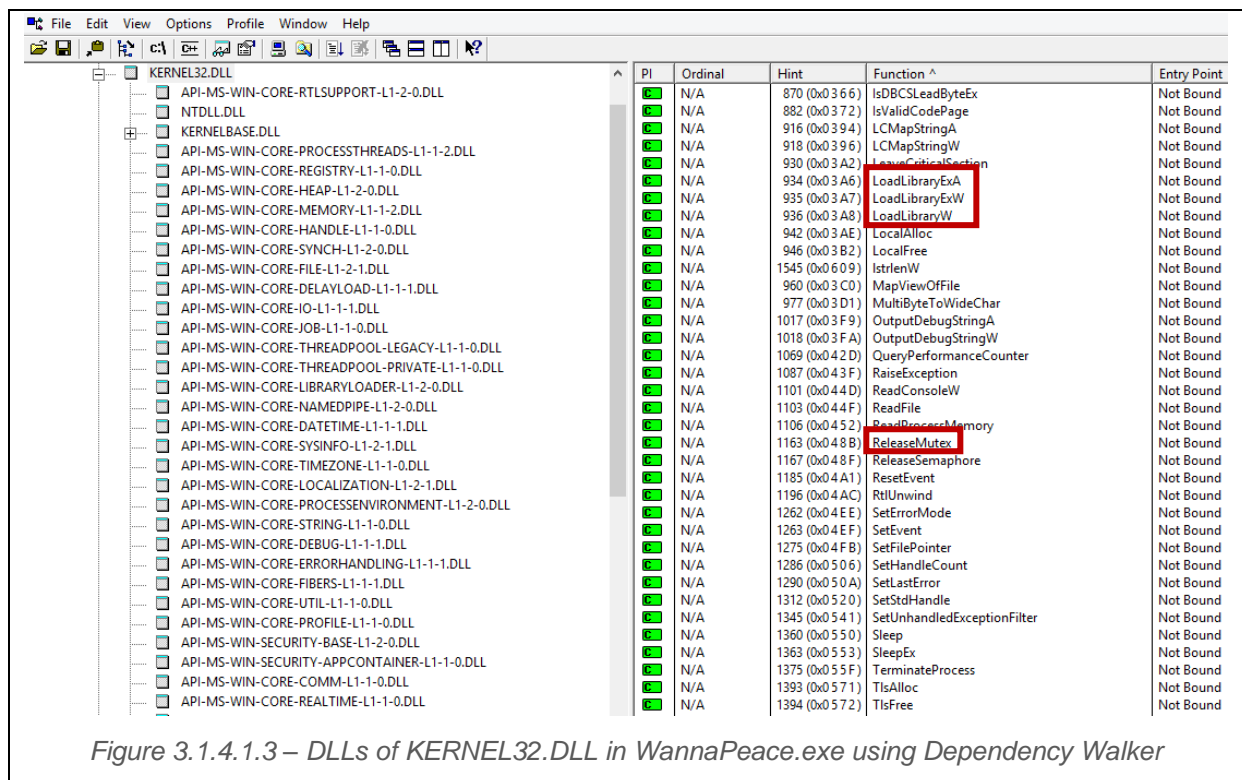 File Edit View Options Profile Window Help
c:\ C++
KERNEL32.DLL
API-MS-WIN-CORE-RTLSUPPORT-L1-2-0.DLL
NTDLL.DLL
KERNELBASE.DLL
API-MS-WIN-CORE-PROCESSTHREADS-L1-1-2.DLL
API-MS-WIN-CORE-REGISTRY-L1-1-0.DLL
API-MS-WIN-CORE-HEAP-L1-2-0.DLL
API-MS-WIN-CORE-MEMORY-L1-1-2.DLL
API-MS-WIN-CORE-HANDLE-L1-1-0.DLL
API-MS-WIN-CORE-SYNCH-L1-2-0.DLL
API-MS-WIN-CORE-FILE-L1-2-1.DLL
API-MS-WIN-CORE-DELAYLOAD-L1-1-1.DLL
API-MS-WIN-CORE-IO-L1-1-1.DLL
API-MS-WIN-CORE-JOB-L1-1-0.DLL
API-MS-WIN-CORE-THREADPOOL-LEGACY-L1-1-0.DLL
API-MS-WIN-CORE-THREADPOOL-PRIVATE-L1-1-0.DLL
API-MS-WIN-CORE-LIBRARYLOADER-L1-2-0.DLL
API-MS-WIN-CORE-NAMEDPIPE-L1-2-0.DLL
API-MS-WIN-CORE-DATETIME-L1-1-1.DLL
API-MS-WIN-CORE-SYSINFO-L1-2-1.DLL
API-MS-WIN-CORE-TIMEZONE-L1-1-0.DLL
API-MS-WIN-CORE-LOCALIZATION-L1-2-1.DLL
API-MS-WIN-CORE-PROCESSENVIRONMENT-L1-2-0.DLL
API-MS-WIN-CORE-STRING-L1-1-0.DLL
API-MS-WIN-CORE-DEBUG-L1-1-1.DLL
API-MS-WIN-CORE-ERRORHANDLING-L1-1-1.DLL
API-MS-WIN-CORE-FIBERS-L1-1-1.DLL
API-MS-WIN-CORE-UTIL-L1-1-0.DLL
API-MS-WIN-CORE-PROFILE-L1-1-0.DLL
API-MS-WIN-SECURITY-BASE-L1-2-0.DLL
API-MS-WIN-SECURITY-APPCONTAINER-L1-1-0.DLL
API-MS-WIN-CORE-COMM-L1-1-0.DLL
API-MS-WIN-CORE-REALTIME-L1-1-0.DLL
PI Ordinal Hint Function ^ Entry Point
C N/A 870 (0x0366) IsDBCSLeadByteEx Not Bound
C N/A 882 (0x0372) IsValidCodePage Not Bound
C N/A 916 (0x0394) LCMapStringA Not Bound
C N/A 918 (0x0396) LCMapStringW Not Bound
C N/A 930 (0x03A2) LeaveCriticalSection Not Bound
C N/A 934 (0x03A6) LoadLibraryExA Not Bound
C N/A 935 (0x03A7) LoadLibraryExW Not Bound
C N/A 936 (0x03A8) LoadLibraryW Not Bound
C N/A 942 (0x03AE) LocalAlloc Not Bound
C N/A 946 (0x03B2) LocalFree Not Bound
C N/A 1545 (0x0609) lstrlenW Not Bound
C N/A 960 (0x03C0) MapViewOfFile Not Bound
C N/A 977 (0x03D1) MultiByteToWideChar Not Bound
C N/A 1017 (0x03F9) OutputDebugStringA Not Bound
C N/A 1018 (0x03FA) OutputDebugStringW Not Bound
C N/A 1069 (0x042D) QueryPerformanceCounter Not Bound
C N/A 1087 (0x043F) RaiseException Not Bound
C N/A 1101 (0x044D) ReadConsoleW Not Bound
C N/A 1103 (0x044F) ReadFile Not Bound
C N/A 1106 (0x0452) ReadProcessMemory Not Bound
C N/A 1163 (0x048B) ReleaseMutex Not Bound
C N/A 1167 (0x048F) ReleaseSemaphore Not Bound
C N/A 1185 (0x04A1) ResetEvent Not Bound
C N/A 1196 (0x04AC) RtlUnwind Not Bound
C N/A 1262 (0x04EE) SetErrorMode Not Bound
C N/A 1263 (0x04EF) SetEvent Not Bound
C N/A 1275 (0x04FB) SetFilePointer Not Bound
C N/A 1286 (0x0506) SetHandleCount Not Bound
C N/A 1290 (0x050A) SetLastError Not Bound
C N/A 1312 (0x0520) SetStdHandle Not Bound
C N/A 1345 (0x0541) SetUnhandledExceptionFilter Not Bound
C N/A 1360 (0x0550) Sleep Not Bound
C N/A 1363 (0x0553) SleepEx Not Bound
C N/A 1375 (0x055F) TerminateProcess Not Bound
C N/A 1393 (0x0571) TlsAlloc Not Bound
C N/A 1394 (0x0572) TlsFree Not Bound
Figure 3.1.4.1.3 – DLLs of KERNEL32.DLL in WannaPeace.exe using Dependency Walker